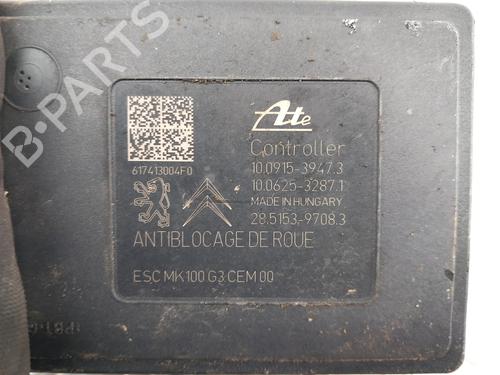 B-PARTS
Ate
Controller
10.0915-3947.3
10.0625-3287.1
MADE IN HUNGARY
28.5153-9708.3
617413004F0
ANTIBLOCAGE DE ROUE
ESC MK100 G3 CEM 00